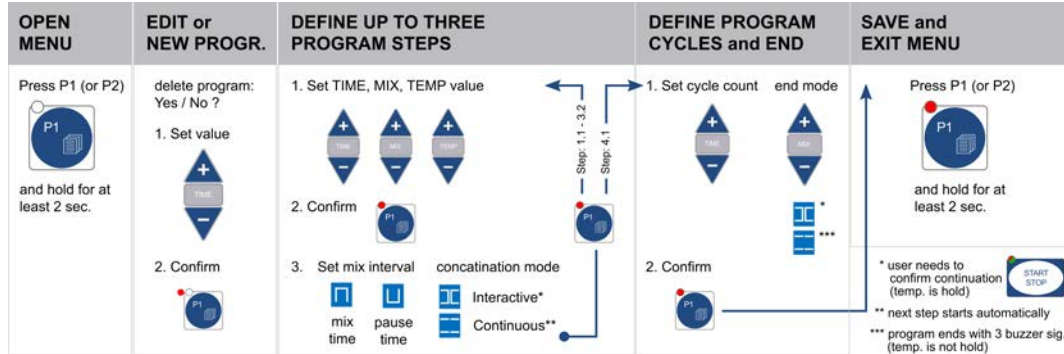 OPEN
MENU
EDIT or
NEW PROGR.
DEFINE UP TO THREE
PROGRAM STEPS
DEFINE PROGRAM
CYCLES and END
SAVE and
EXIT MENU
Press P1 (or P2)
P1
and hold for at
least 2 sec.
delete program:
Yes / No ?
1. Set value
+
TIME
−
2. Confirm
P1
1. Set TIME, MIX, TEMP value
+ + +
TIME MIX TEMP
− − −
2. Confirm
P1
3. Set mix interval
mix
time
pause
time
concatination mode
Interactive*
Continuous**
Step: 1.1 - 3.2
Step: 4.1
P1
1. Set cycle count
end mode
+ +
TIME MIX
− −
*
***
2. Confirm
P1
Press P1 (or P2)
P1
and hold for at
least 2 sec.
* user needs to
confirm continuation
(temp. is hold)
START
STOP
** next step starts automatically
*** program ends with 3 buzzer sig.
(temp. is not hold)